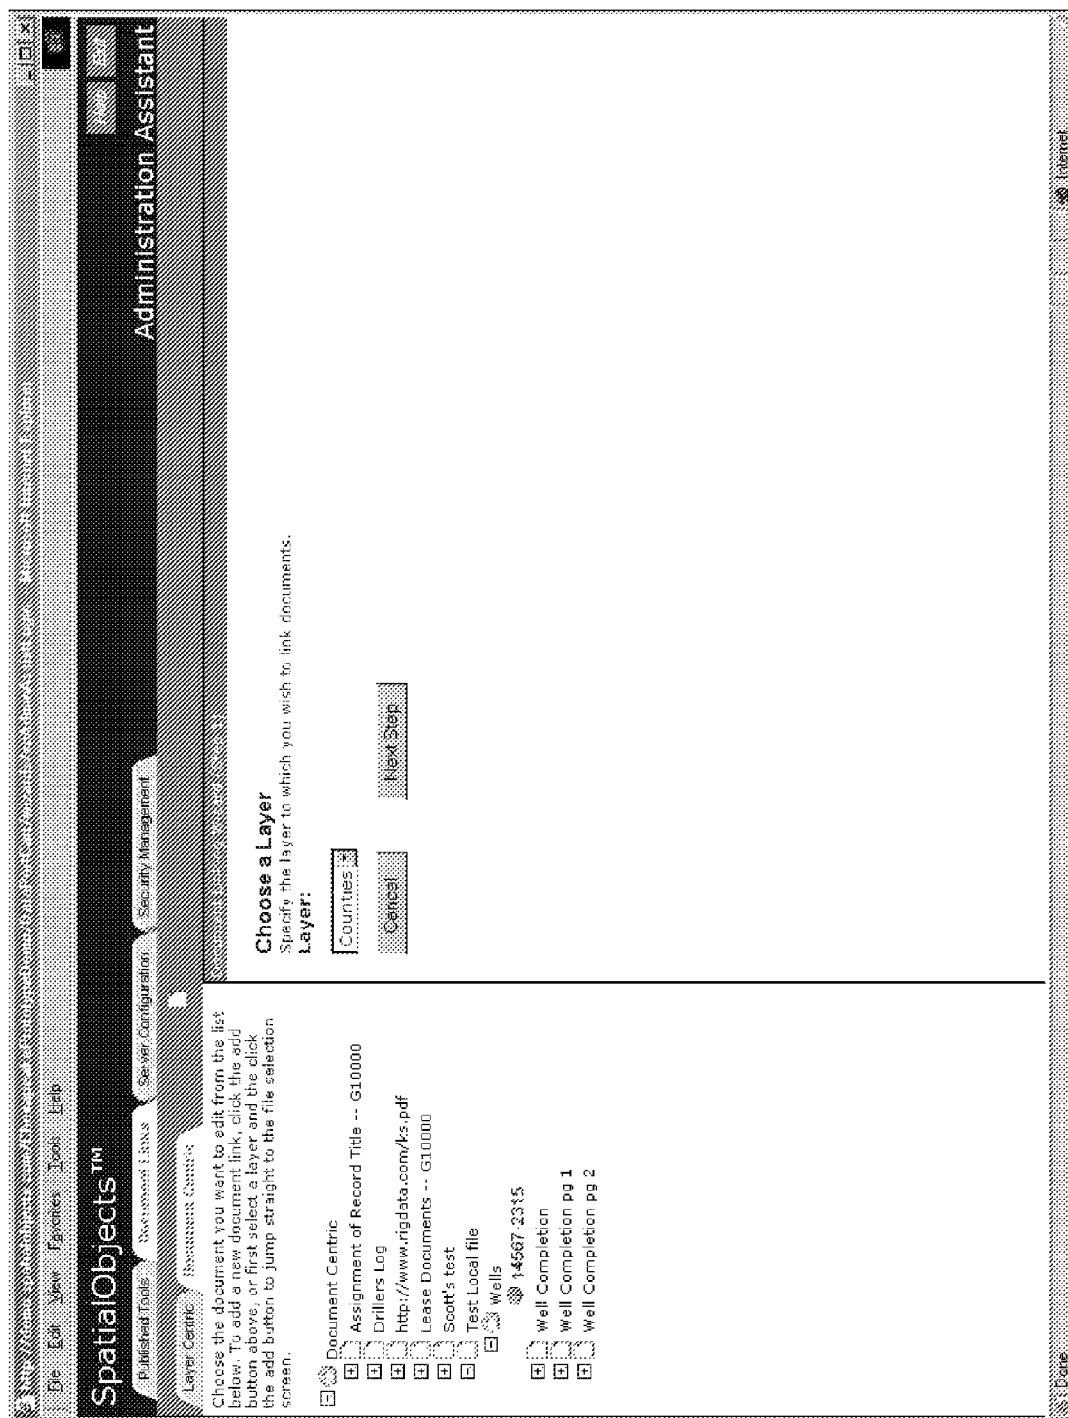 File Edit View Favorites Tools Help
SpatialObjects™
Help Exit
Administration Assistant
Published Tools Document Links Server Configuration Security Management
Layer Centric Document Centric
Choose the document you want to edit from the list
below. To add a new document link, click the add
button above, or first select a layer and the click
the add button to jump straight to the file selection
screen.
Document Centric
Assignment of Record Title -- G10000
Drillers Log
http://www.rigdata.com/ks.pdf
Lease Documents -- G10000
Scott's test
Test Local file
Wells
14567-2315
Well Completion
Well Completion pg 1
Well Completion pg 2
Choose a Layer
Specify the layer to which you wish to link documents.
Layer:
Counties
Cancel Next Step
Done
Internet